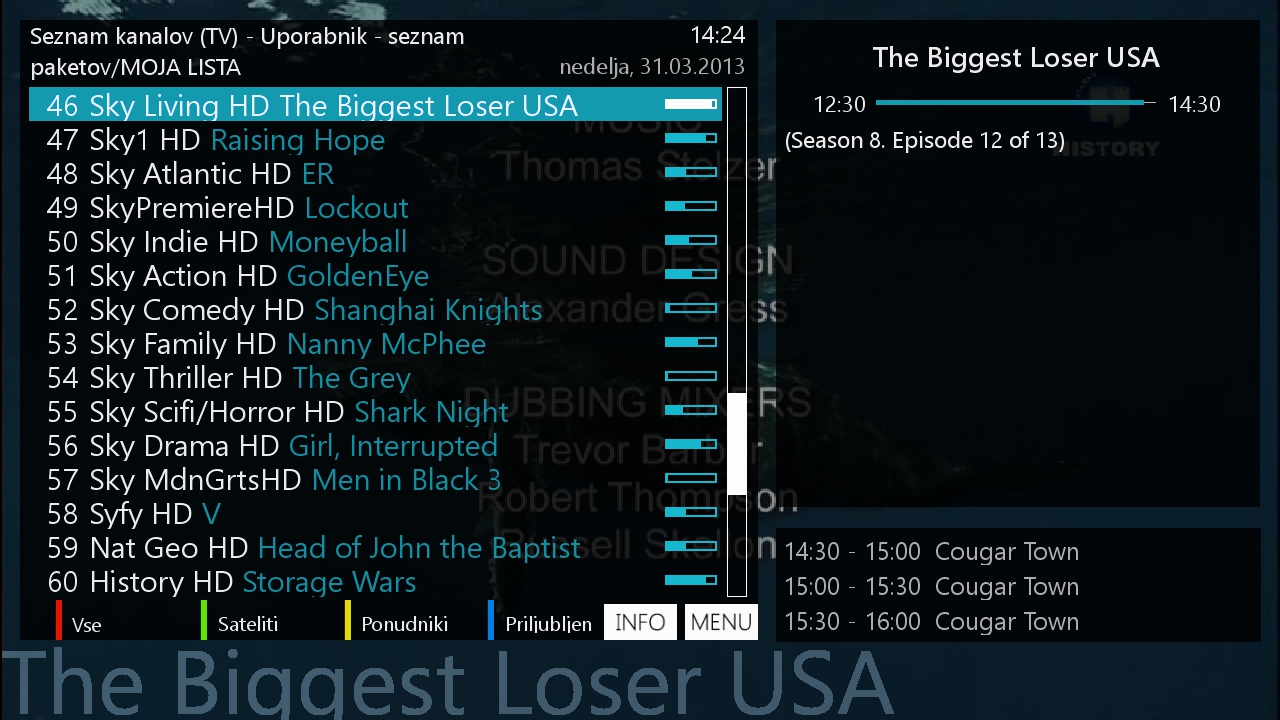 Seznam kanalov (TV) - Uporabnik - seznam 14:24
paketov/MOJA LISTA nedelja, 31.03.2013
46 Sky Living HD The Biggest Loser USA
47 Sky1 HD Raising Hope
48 Sky Atlantic HD ER
49 SkyPremiereHD Lockout
50 Sky Indie HD Moneyball
51 Sky Action HD GoldenEye
52 Sky Comedy HD Shanghai Knights
53 Sky Family HD Nanny McPhee
54 Sky Thriller HD The Grey
55 Sky Scifi/Horror HD Shark Night
56 Sky Drama HD Girl, Interrupted
57 Sky MdnGrtsHD Men in Black 3
58 Syfy HD V
59 Nat Geo HD Head of John the Baptist
60 History HD Storage Wars
Vse Sateliti Ponudniki Priljubljen INFO MENU
The Biggest Loser USA
12:30 14:30
(Season 8. Episode 12 of 13)
HISTORY
14:30 - 15:00 Cougar Town
15:00 - 15:30 Cougar Town
15:30 - 16:00 Cougar Town
MUSIC
Thomas Stelzer
SOUND DESIGN
Alexander Gress
DUBBING MIXERS
Trevor Barber
Robert Thompson
Russell Skellon
The Biggest Loser USA